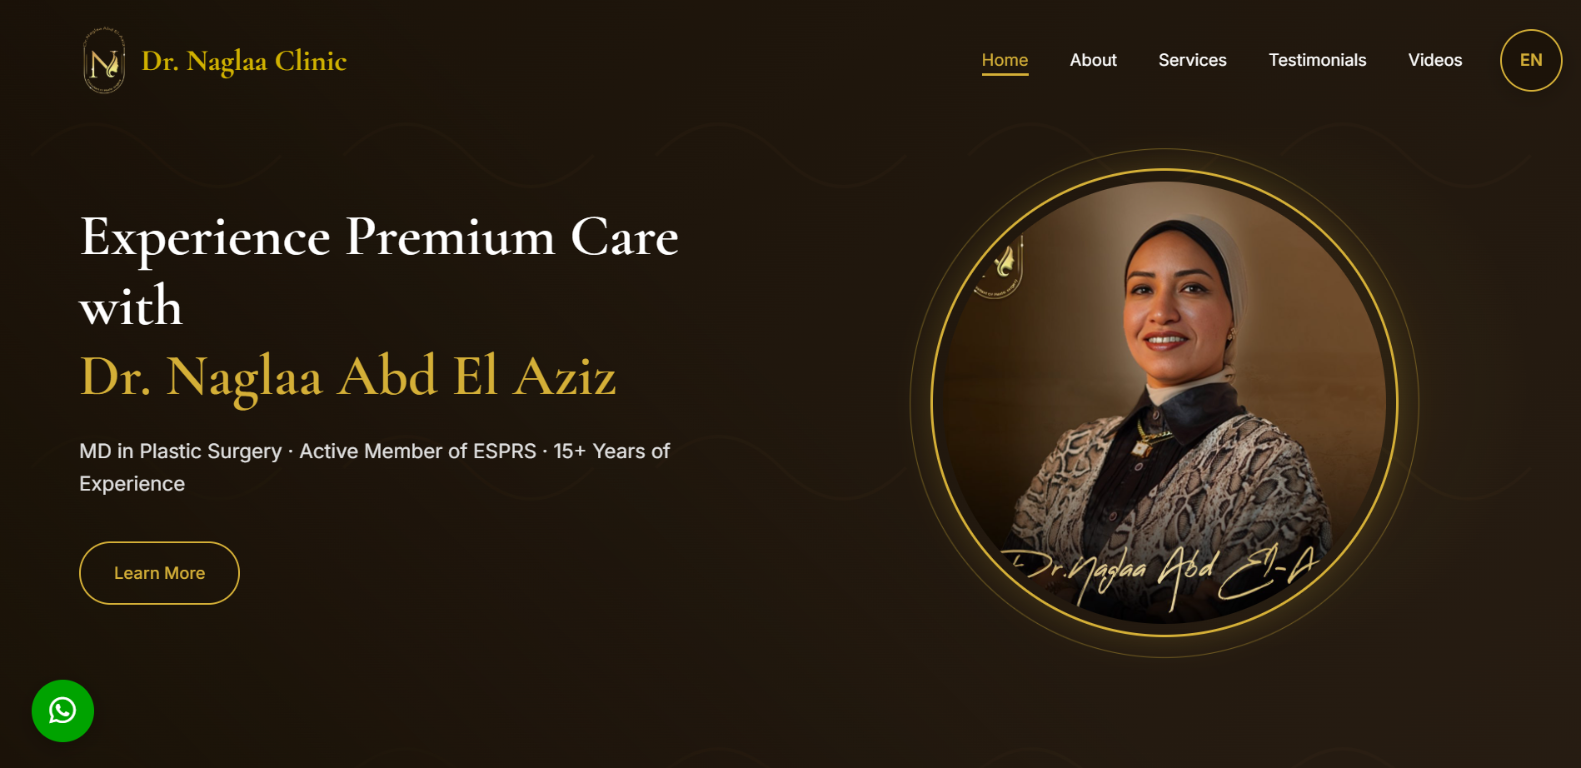 Dr. Naglaa Clinic
Home About Services Testimonials Videos EN
Experience Premium Care
with
Dr. Naglaa Abd El Aziz
MD in Plastic Surgery · Active Member of ESPRS · 15+ Years of
Experience
Learn More
Dr. Naglaa Abd El-A